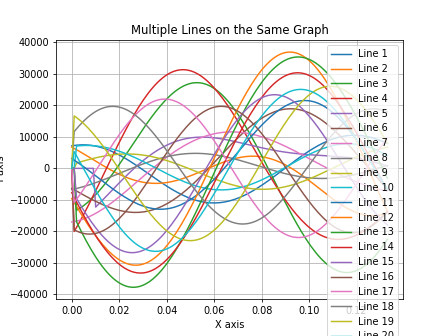 Multiple Lines on the Same Graph
40000
30000
20000
10000
0
−10000
−20000
−30000
−40000
0.00
0.02
0.04
0.06
0.08
0.10
X axis
Line 1
Line 2
Line 3
Line 4
Line 5
Line 6
Line 7
Line 8
Line 9
Line 10
Line 11
Line 12
Line 13
Line 14
Line 15
Line 16
Line 17
Line 18
Line 19
Line 20